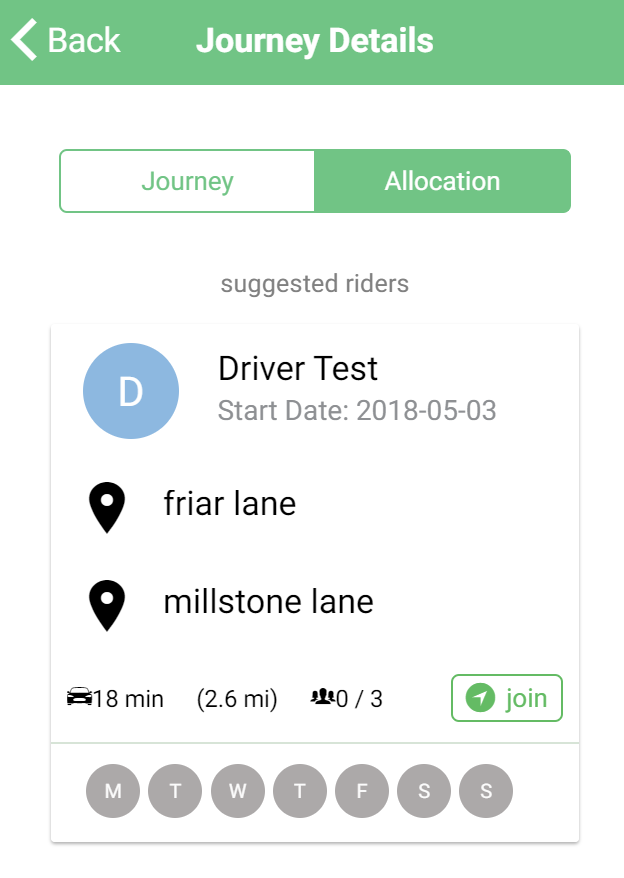 Back Journey Details
Journey Allocation
suggested riders
D
Driver Test
Start Date: 2018-05-03
friar lane
millstone lane
18 min (2.6 mi) 0 / 3 join
M T W T F S S